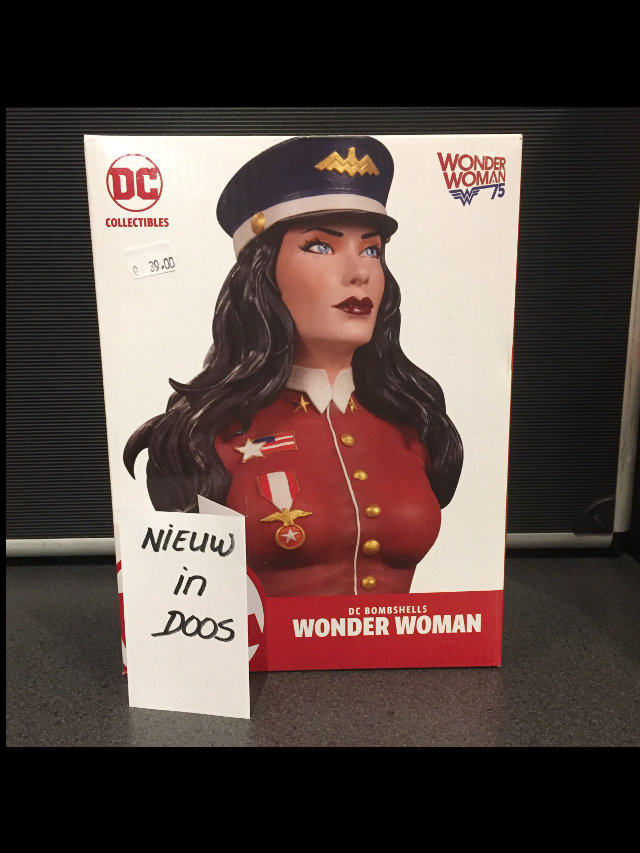 DC
COLLECTIBLES
WONDER
WOMAN
75
39.00
NIEUW
in
DOOS
DC BOMBSHELLS
WONDER WOMAN